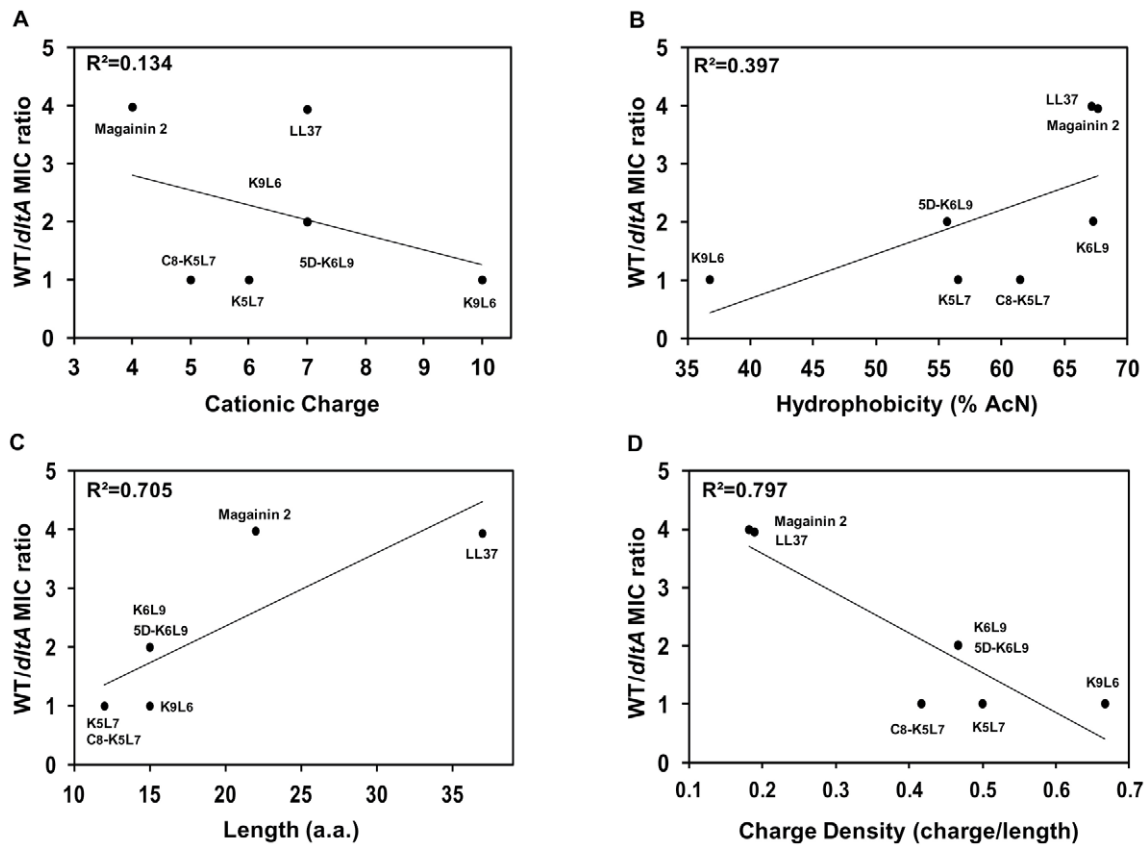 A
R²=0.134
WT/dltA MIC ratio
5
4
3
2
1
0
Magainin 2
LL37
K9L6
C8-K5L7
K5L7
5D-K6L9
K9L6
3 4 5 6 7 8 9 10
Cationic Charge
B
R²=0.397
WT/dltA MIC ratio
5
4
3
2
1
0
LL37
Magainin 2
5D-K6L9
K6L9
K9L6
K5L7
C8-K5L7
35 40 45 50 55 60 65 70
Hydrophobicity (% AcN)
C
R²=0.705
WT/dltA MIC ratio
5
4
3
2
1
0
Magainin 2
LL37
K6L9
5D-K6L9
K9L6
K5L7
C8-K5L7
10 15 20 25 30 35
Length (a.a.)
D
R²=0.797
WT/dltA MIC ratio
5
4
3
2
1
0
Magainin 2
LL37
K6L9
5D-K6L9
K9L6
C8-K5L7
K5L7
0.1 0.2 0.3 0.4 0.5 0.6 0.7
Charge Density (charge/length)